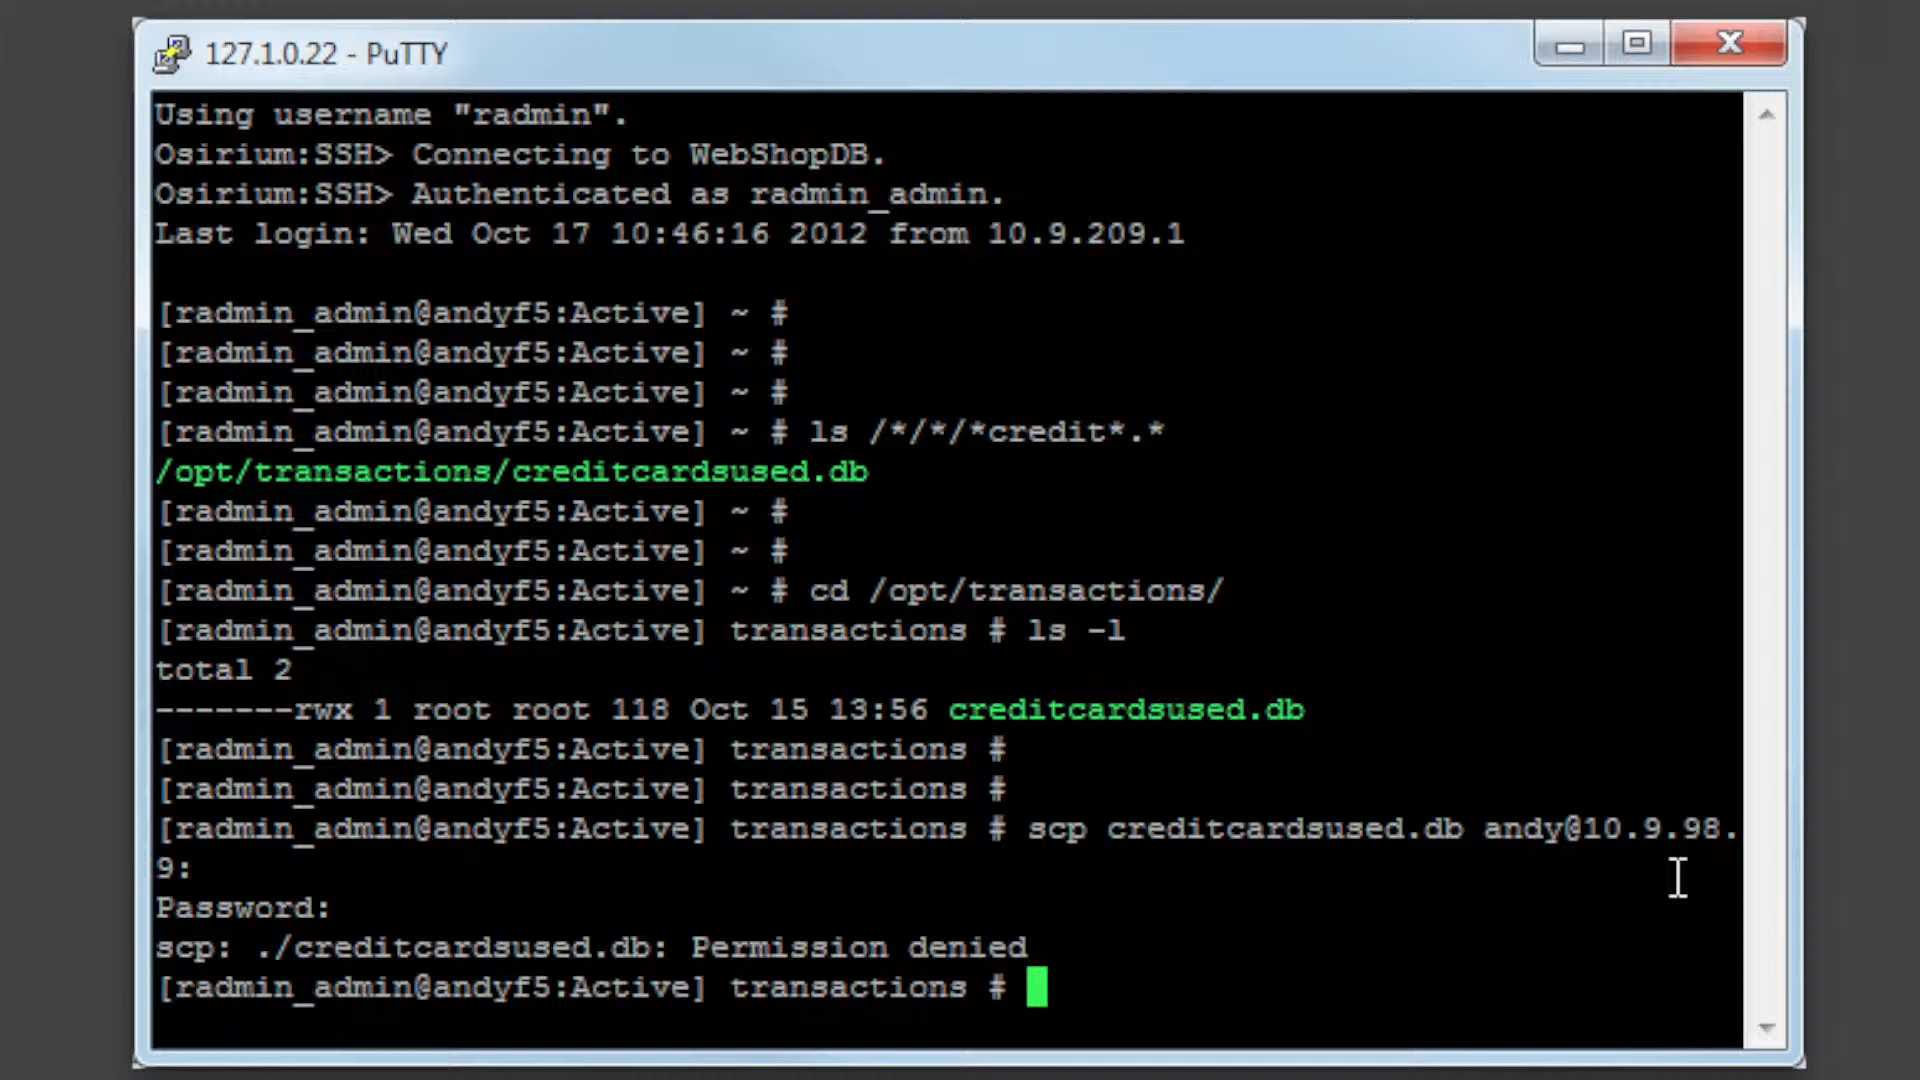 127.1.0.22 - PuTTY
Using username "radmin".
Osirium:SSH> Connecting to WebShopDB.
Osirium:SSH> Authenticated as radmin_admin.
Last login: Wed Oct 17 10:46:16 2012 from 10.9.209.1
[radmin_admin@andyf5:Active] ~ #
[radmin_admin@andyf5:Active] ~ #
[radmin_admin@andyf5:Active] ~ #
[radmin_admin@andyf5:Active] ~ # ls /*/*/*credit*.*
/opt/transactions/creditcardsused.db
[radmin_admin@andyf5:Active] ~ #
[radmin_admin@andyf5:Active] ~ #
[radmin_admin@andyf5:Active] ~ # cd /opt/transactions/
[radmin_admin@andyf5:Active] transactions # ls -l
total 2
-------rwx 1 root root 118 Oct 15 13:56 creditcardsused.db
[radmin_admin@andyf5:Active] transactions #
[radmin_admin@andyf5:Active] transactions #
[radmin_admin@andyf5:Active] transactions # scp creditcardsused.db andy@10.9.98.
9:
Password:
scp: ./creditcardsused.db: Permission denied
[radmin_admin@andyf5:Active] transactions #